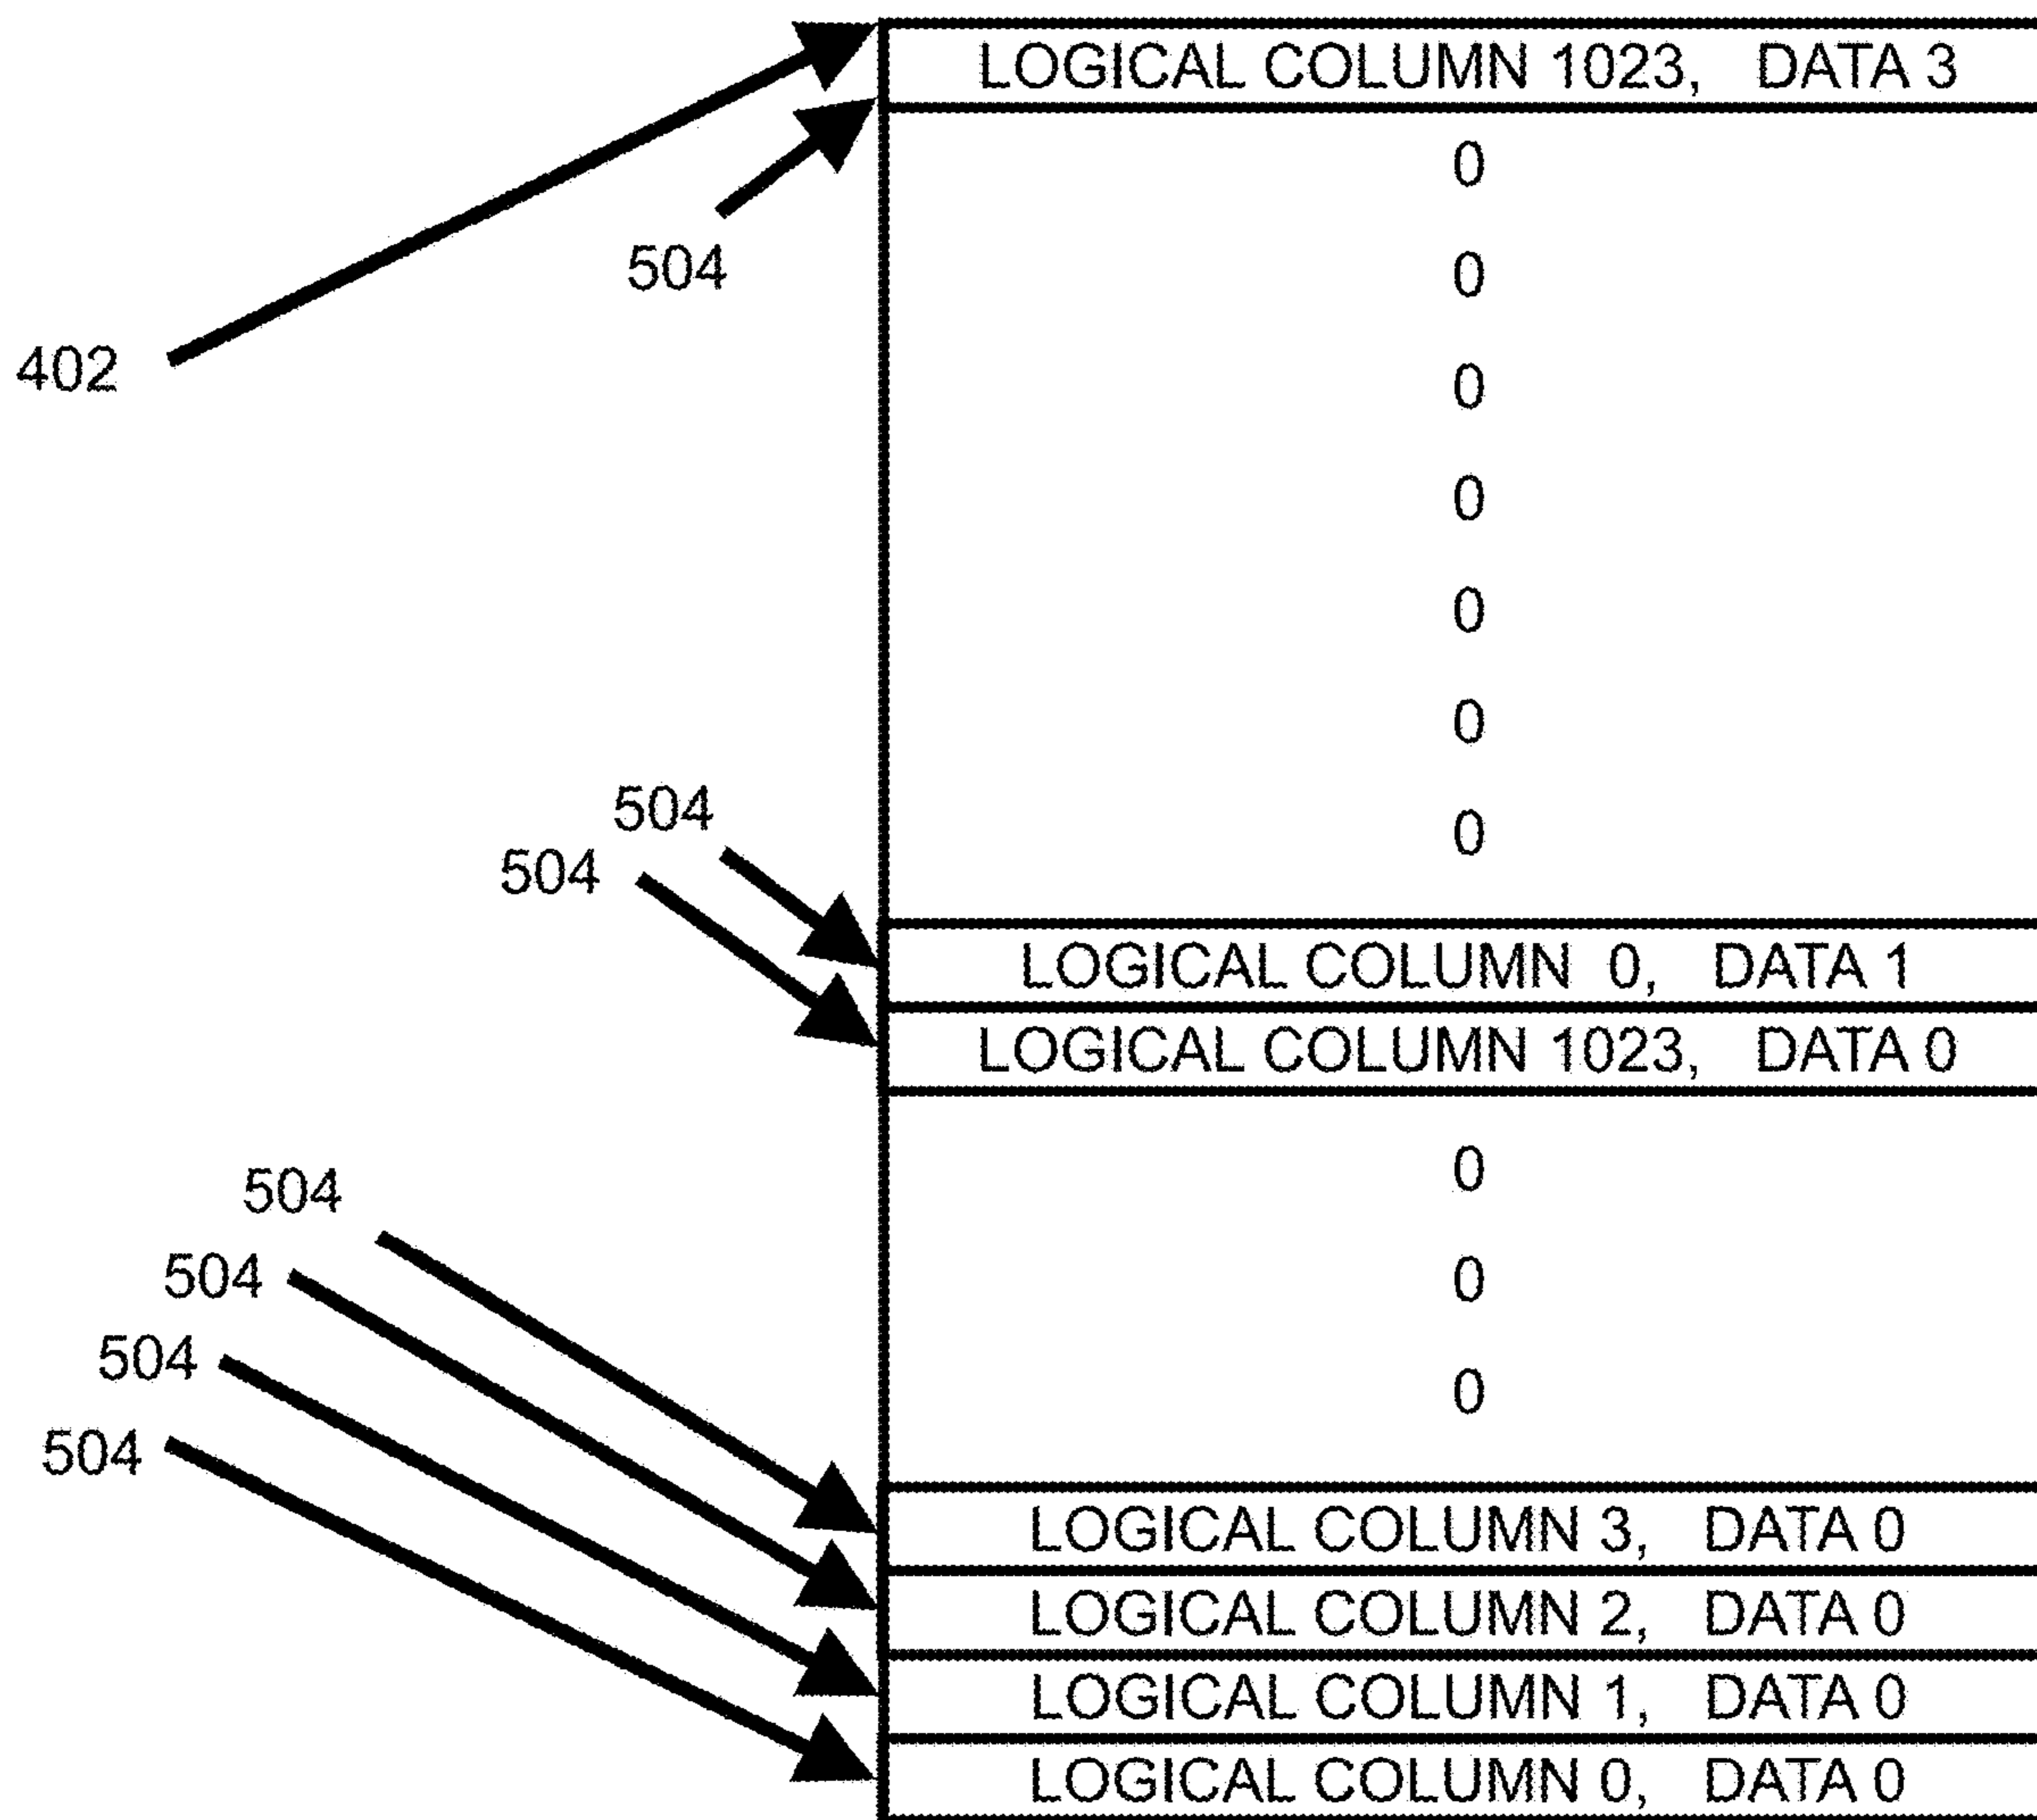 LOGICAL COLUMN 1023, DATA 3
0
504
0
402
0
0
0
0
504
0
504
LOGICAL COLUMN 0, DATA 1
LOGICAL COLUMN 1023, DATA 0
0
504
504
0
504
0
504
LOGICAL COLUMN 3, DATA 0
LOGICAL COLUMN 2, DATA 0
LOGICAL COLUMN 1, DATA 0
LOGICAL COLUMN 0, DATA 0